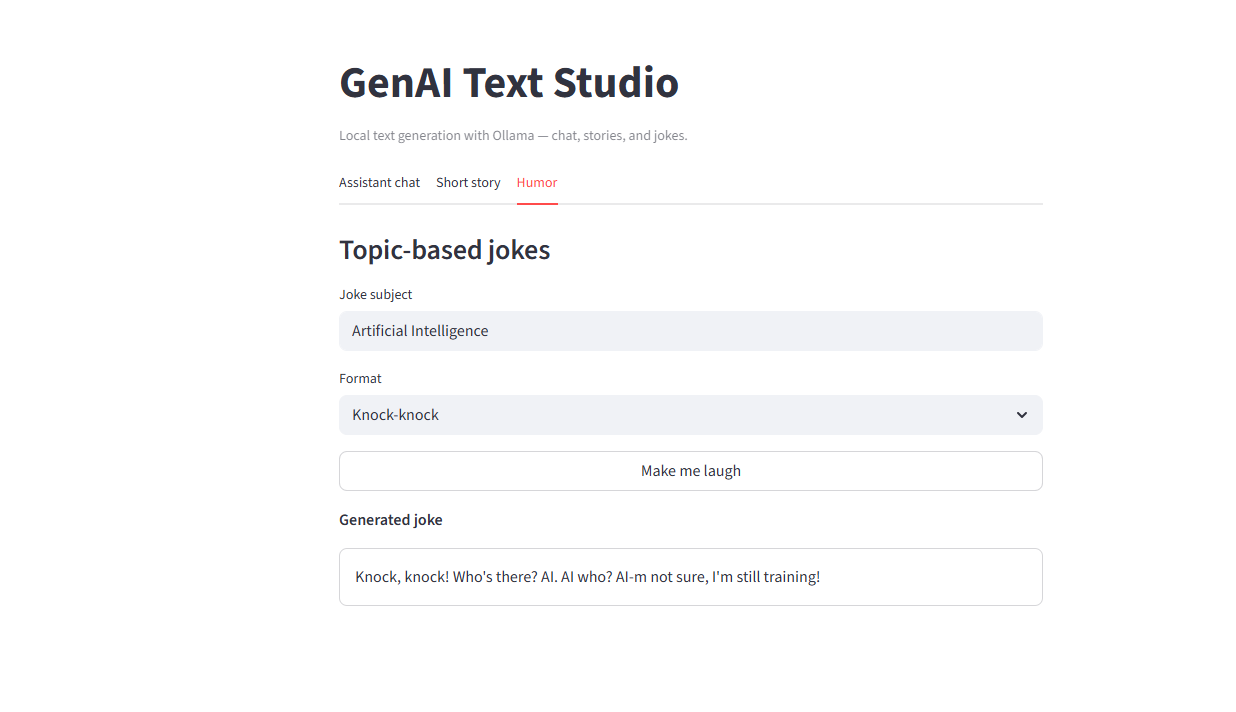 GenAI Text Studio
Local text generation with Ollama — chat, stories, and jokes.
Assistant chat Short story Humor
Topic-based jokes
Joke subject
Artificial Intelligence
Format
Knock-knock
Make me laugh
Generated joke
Knock, knock! Who's there? AI. AI who? AI-m not sure, I'm still training!